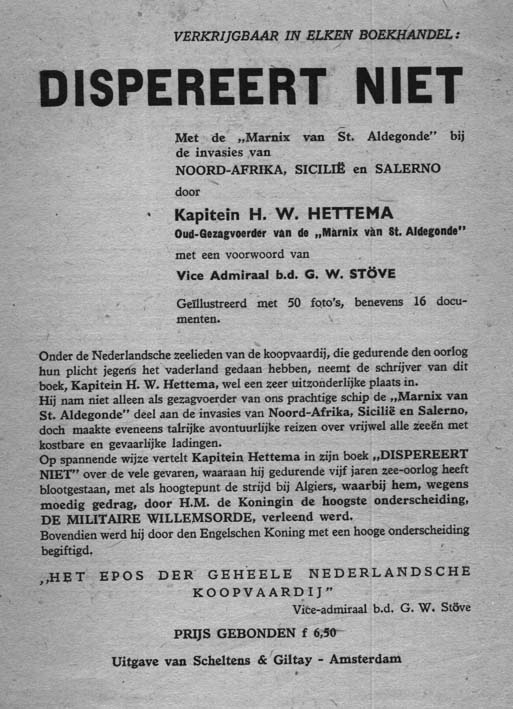 VERKRIJGBAAR IN ELKEN BOEKHANDEL:
DISPEREERT NIET
Met de „Marnix van St. Aldegonde” bij
de invasies van
NOORD-AFRIKA, SICILIË en SALERNO
door
Kapitein H. W. HETTEMA
Oud-Gezagvoerder van de „Marnix van St. Aldegonde”
met een voorwoord van
Vice Admiraal b.d. G. W. STÖVE
Geïllustreerd met 50 foto's, benevens 16 docu-
menten.
Onder de Nederlandsche zeelieden van de koopvaardij, die gedurende den oorlog
hun plicht jegens het vaderland gedaan hebben, neemt de schrijver van dit
boek, Kapitein H. W. Hettema, wel een zeer uitzonderlijke plaats in.
Hij nam niet alleen als gezagvoerder van ons prachtige schip de „Marnix van
St. Aldegonde” deel aan de invasies van Noord-Afrika, Sicilië en Salerno,
doch maakte eveneens talrijke avontuurlijke reizen over vrijwel alle zeeën met
kostbare en gevaarlijke ladingen.
Op spannende wijze vertelt Kapitein Hettema in zijn boek „DISPEREERT
NIET” over de vele gevaren, waaraan hij gedurende vijf jaren zee-oorlog heeft
blootgestaan, met als hoogtepunt de strijd bij Algiers, waarbij hem, wegens
moedig gedrag, door H.M. de Koningin de hoogste onderscheiding,
DE MILITAIRE WILLEMSORDE, verleend werd.
Bovendien werd hij door den Engelschen Koning met een hooge onderscheiding
begiftigd.
„HET EPOS DER GEHEELE NEDERLANDSCHE
KOOPVAARDIJ”
Vice-admiraal b.d. G. W. Stöve
PRIJS GEBONDEN f 6,50
Uitgave van Scheltens & Giltay - Amsterdam